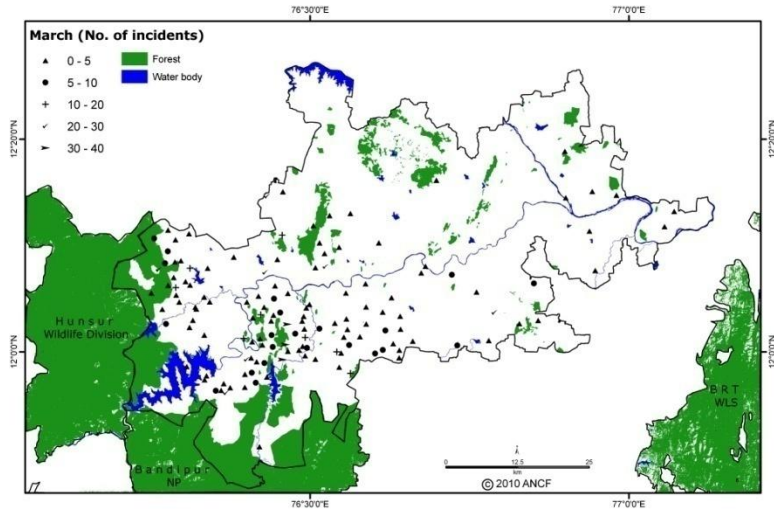 76°30'0"E
77°0'0"E
March (No. of incidents)
0 - 5
5 - 10
10 - 20
20 - 30
30 - 40
Forest
Water body
12°20'0"N
12°20'0"N
Hunsur
Wildlife Division
12°0'0"N
12°0'0"N
BRT
WLS
Bandipur
NP
0
12.5
25
km
© 2010 ANCF
76°30'0"E
77°0'0"E